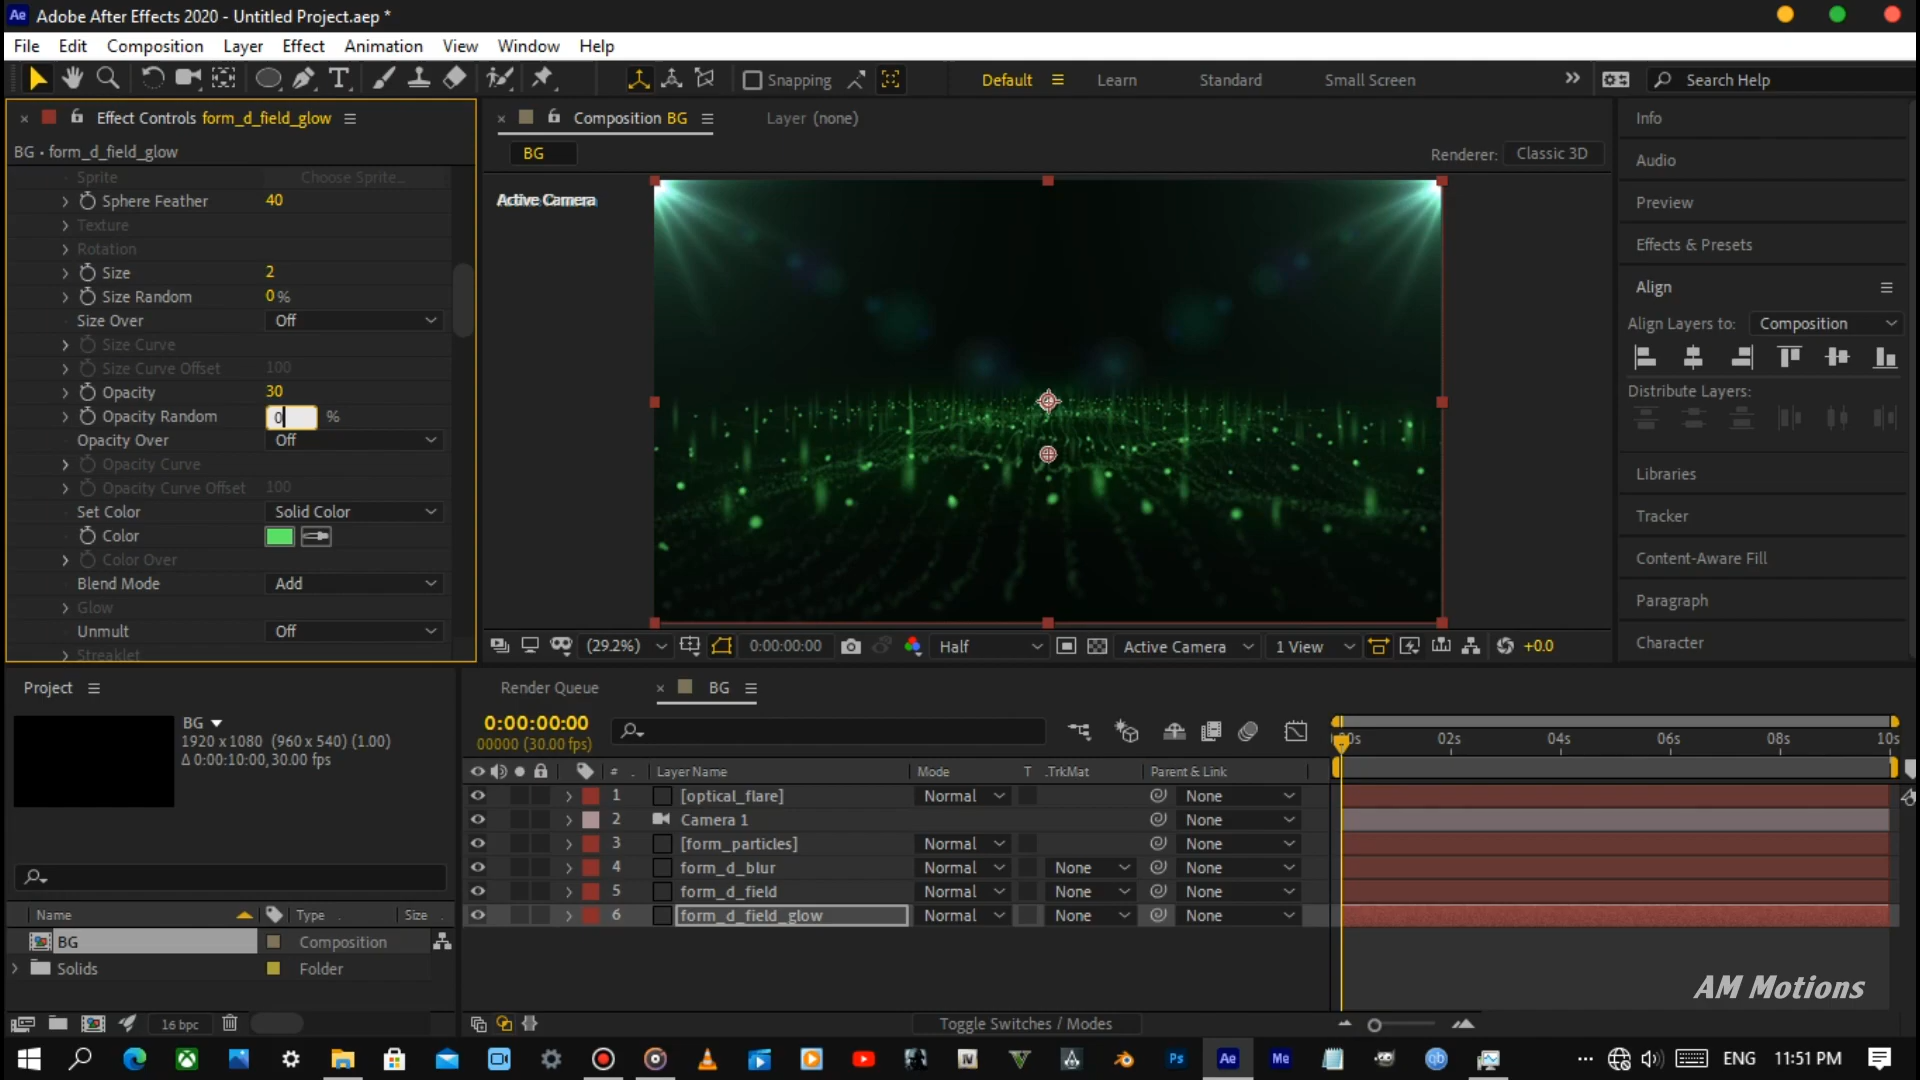 Ae Adobe After Effects 2020 - Untitled Project.aep *
File Edit Composition Layer Effect Animation View Window Help
Snapping Default Learn Standard Small Screen Search Help
Effect Controls form_d_field_glow
BG • form_d_field_glow
Sprite Choose Sprite...
Sphere Feather 40
Texture
Rotation
Size 2
Size Random 0 %
Size Over Off
Size Curve
Size Curve Offset 100
Opacity 30
Opacity Random 0 %
Opacity Over Off
Opacity Curve
Opacity Curve Offset 100
Set Color Solid Color
Color
Color Over
Blend Mode Add
Glow
Unmult Off
Streaklet
Composition BG Layer (none)
BG
Renderer: Classic 3D
Active Camera
(29.2%) 0:00:00:00 Half Active Camera 1 View +0.0
Info
Audio
Preview
Effects & Presets
Align
Align Layers to: Composition
Distribute Layers:
Libraries
Tracker
Content-Aware Fill
Paragraph
Character
Project
BG
1920 x 1080 (960 x 540) (1.00)
Δ 0:00:10:00, 30.00 fps
Name Type Size
BG Composition
Solids Folder
16 bpc
Render Queue BG
0:00:00:00
00000 (30.00 fps)
00s 02s 04s 06s 08s 10s
# Layer Name Mode T .TrkMat Parent & Link
1 [optical_flare] Normal None
2 Camera 1 None
3 [form_particles] Normal None
4 form_d_blur Normal None None
5 form_d_field Normal None None
6 form_d_field_glow Normal None None
AM Motions
Toggle Switches / Modes
Ps Ae Me qb ENG 11:51 PM